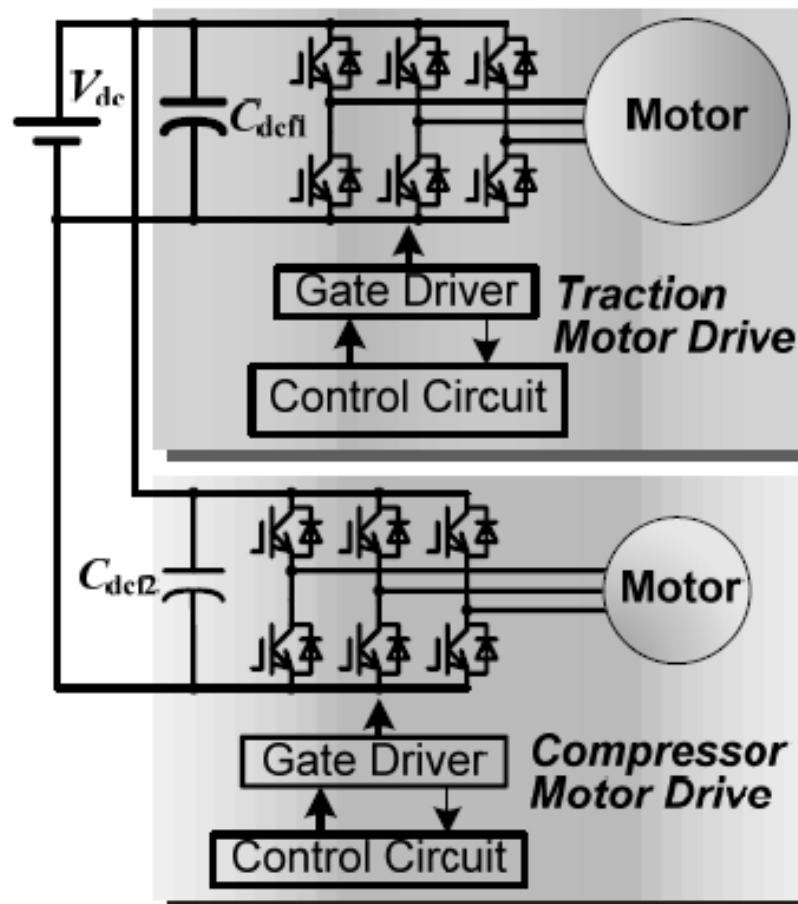 Vdc
Cdcf1
Motor
Gate Driver
Traction
Motor Drive
Control Circuit
Cdcf2
Motor
Gate Driver
Compressor
Motor Drive
Control Circuit